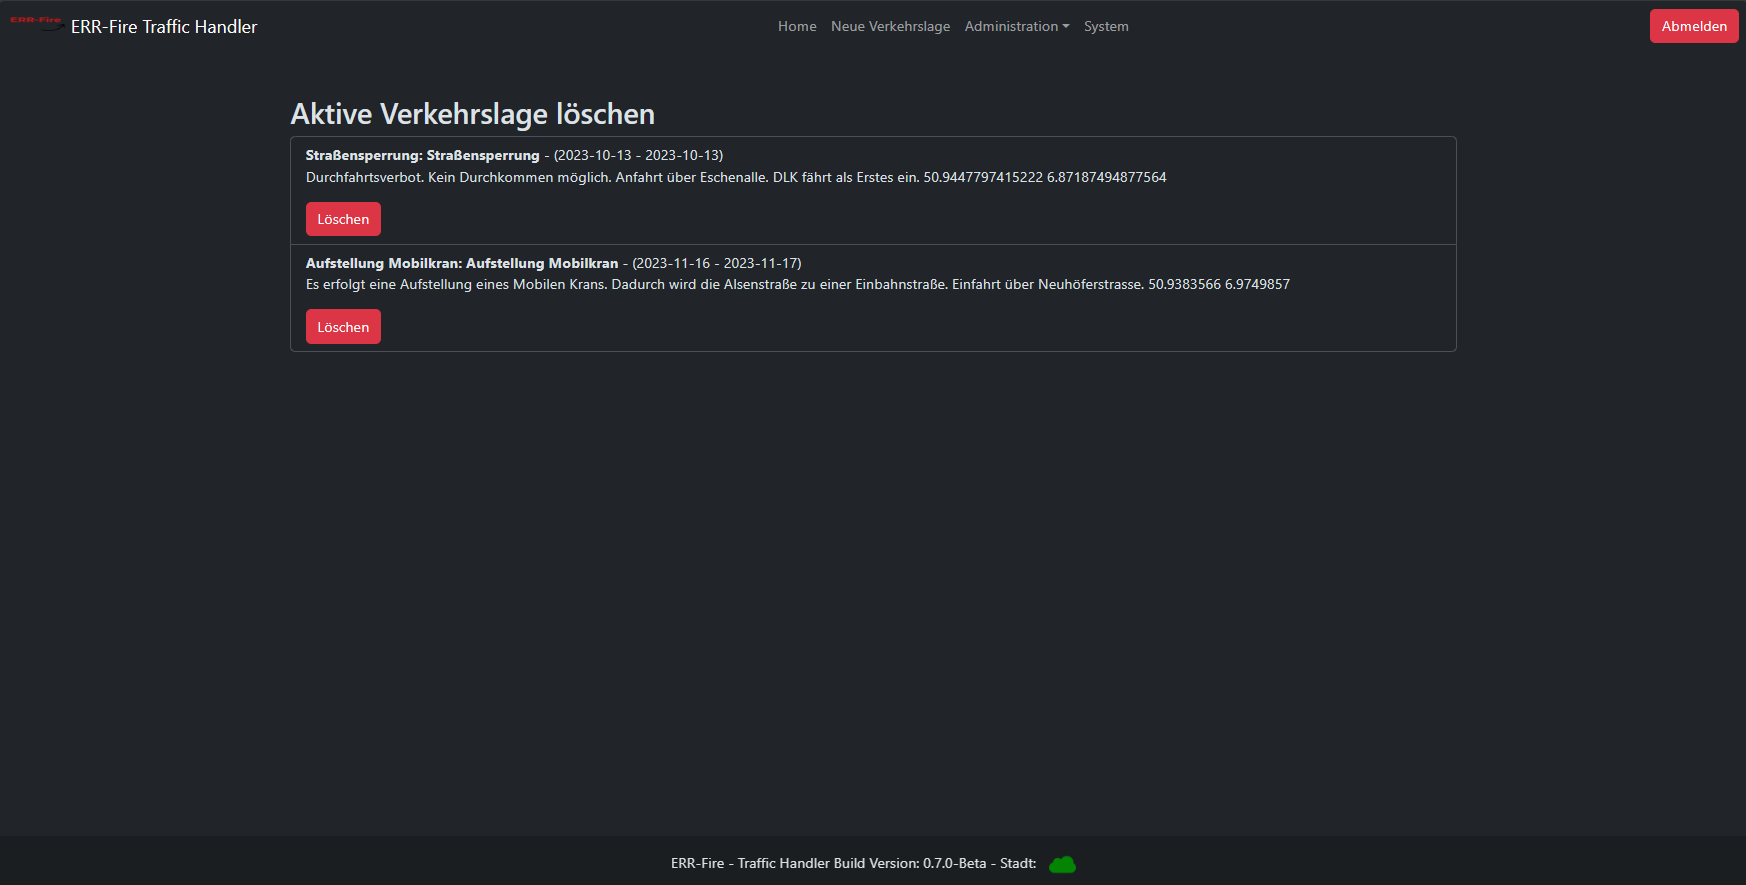 ERR-Fire ERR-Fire Traffic Handler Home Neue Verkehrslage Administration System Abmelden
Aktive Verkehrslage löschen
Straßensperrung: Straßensperrung - (2023-10-13 - 2023-10-13)
Durchfahrtsverbot. Kein Durchkommen möglich. Anfahrt über Eschenalle. DLK fährt als Erstes ein. 50.9447797415222 6.87187494877564
Löschen
Aufstellung Mobilkran: Aufstellung Mobilkran - (2023-11-16 - 2023-11-17)
Es erfolgt eine Aufstellung eines Mobilen Krans. Dadurch wird die Alsenstraße zu einer Einbahnstraße. Einfahrt über Neuhöferstrasse. 50.9383566 6.9749857
Löschen
ERR-Fire - Traffic Handler Build Version: 0.7.0-Beta - Stadt: